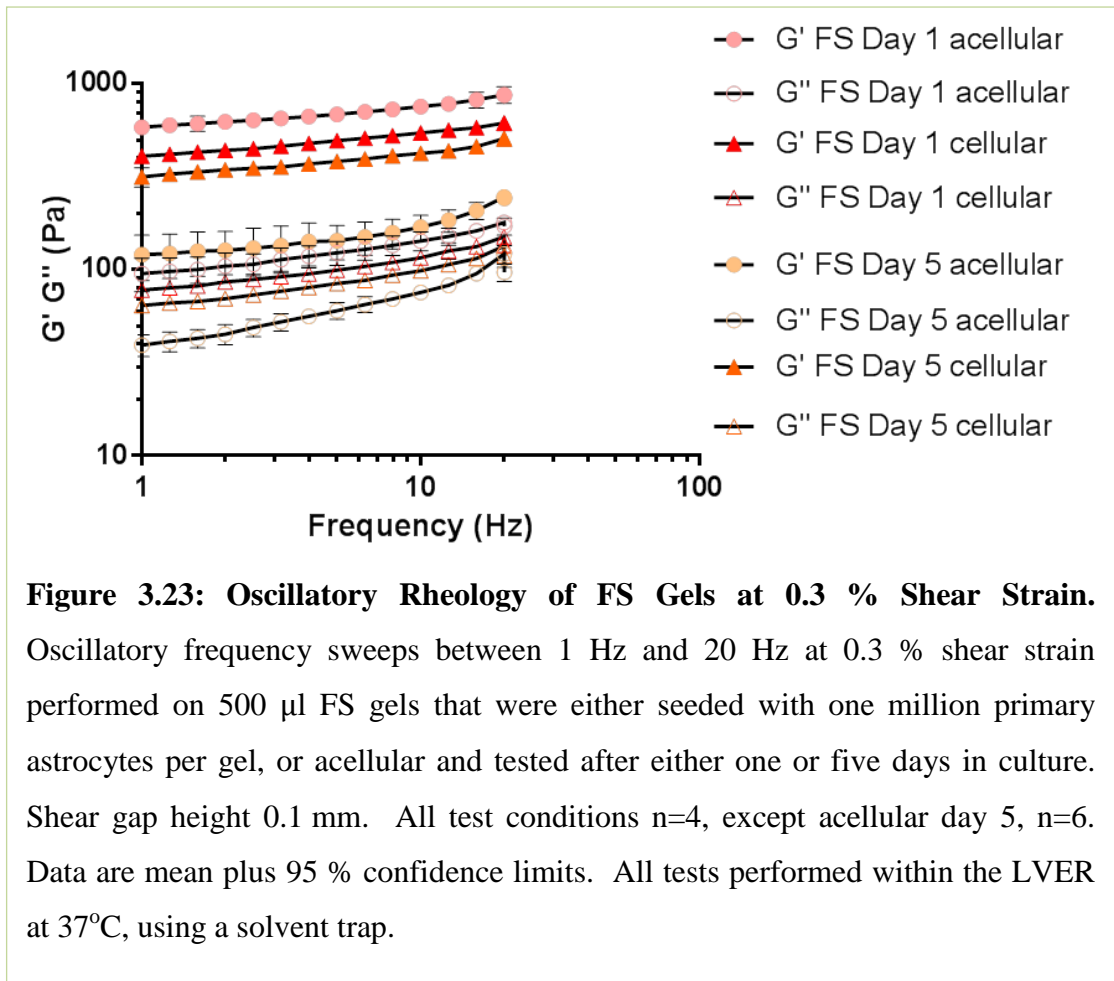 G' FS Day 1 acellular
G'' FS Day 1 acellular
G' FS Day 1 cellular
G'' FS Day 1 cellular
G' FS Day 5 acellular
G'' FS Day 5 acellular
G' FS Day 5 cellular
G'' FS Day 5 cellular
1000
100
10
G' G'' (Pa)
1 10 100
Frequency (Hz)
Figure 3.23: Oscillatory Rheology of FS Gels at 0.3 % Shear Strain.
Oscillatory frequency sweeps between 1 Hz and 20 Hz at 0.3 % shear strain
performed on 500 μl FS gels that were either seeded with one million primary
astrocytes per gel, or acellular and tested after either one or five days in culture.
Shear gap height 0.1 mm. All test conditions n=4, except acellular day 5, n=6.
Data are mean plus 95 % confidence limits. All tests performed within the LVER
at 37°C, using a solvent trap.